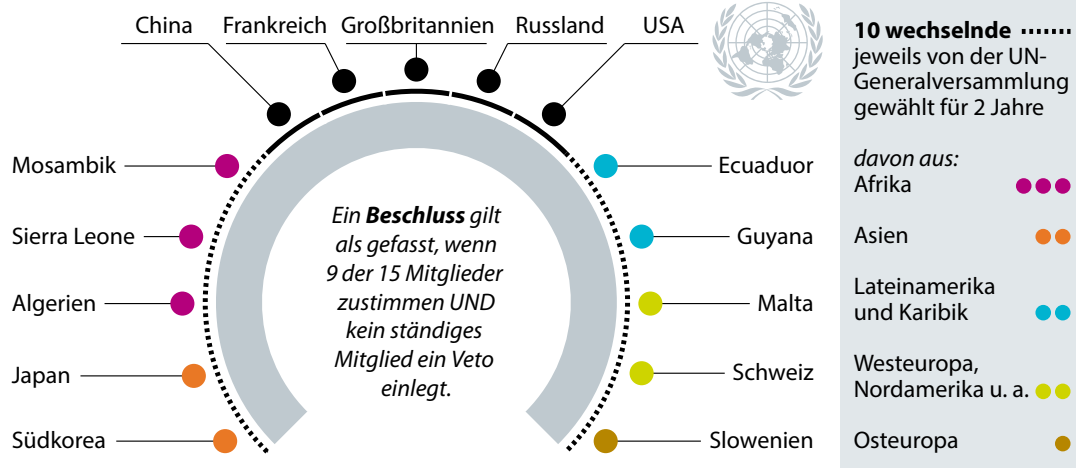 China
Frankreich
Großbritannien
Russland
USA
Mosambik
Sierra Leone
Algerien
Japan
Südkorea
Ein Beschluss gilt
als gefasst, wenn
9 der 15 Mitglieder
zustimmen UND
kein ständiges
Mitglied ein Veto
einlegt.
Ecuaduor
Guyana
Malta
Schweiz
Slowenien
10 wechselnde
jeweils von der UN-
Generalversammlung
gewählt für 2 Jahre
davon aus:
Afrika
Asien
Lateinamerika
und Karibik
Westeuropa,
Nordamerika u. a.
Osteuropa